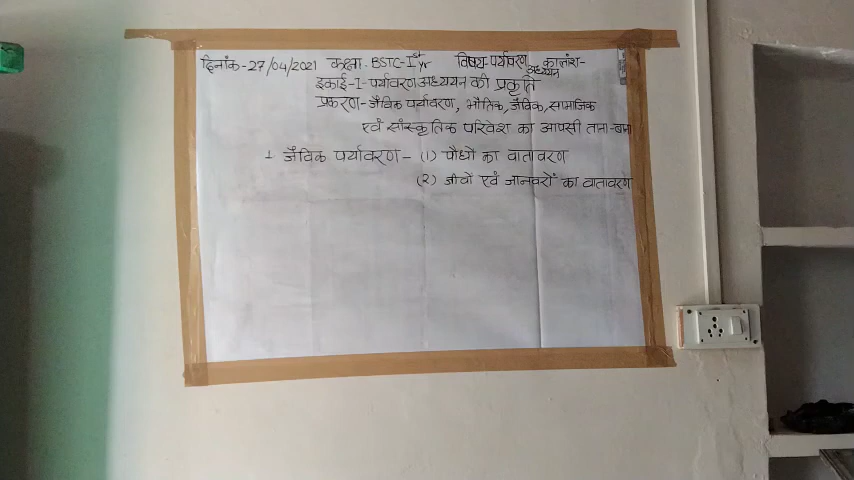 दिनांक-27/04/2021 कक्षा- BSTC-Ist yr विषय-पर्यावरण अध्ययन कालांश-
इकाई-I-पर्यावरण अध्ययन की प्रकृति
प्रकरण-जैविक पर्यावरण, भौतिक, जैविक, सामाजिक
एवं सांस्कृतिक परिवेश का आपसी ताना-बाना
1 जैविक पर्यावरण- (1) पौधों का वातावरण
(2) जीवों एवं जानवरों का वातावरण